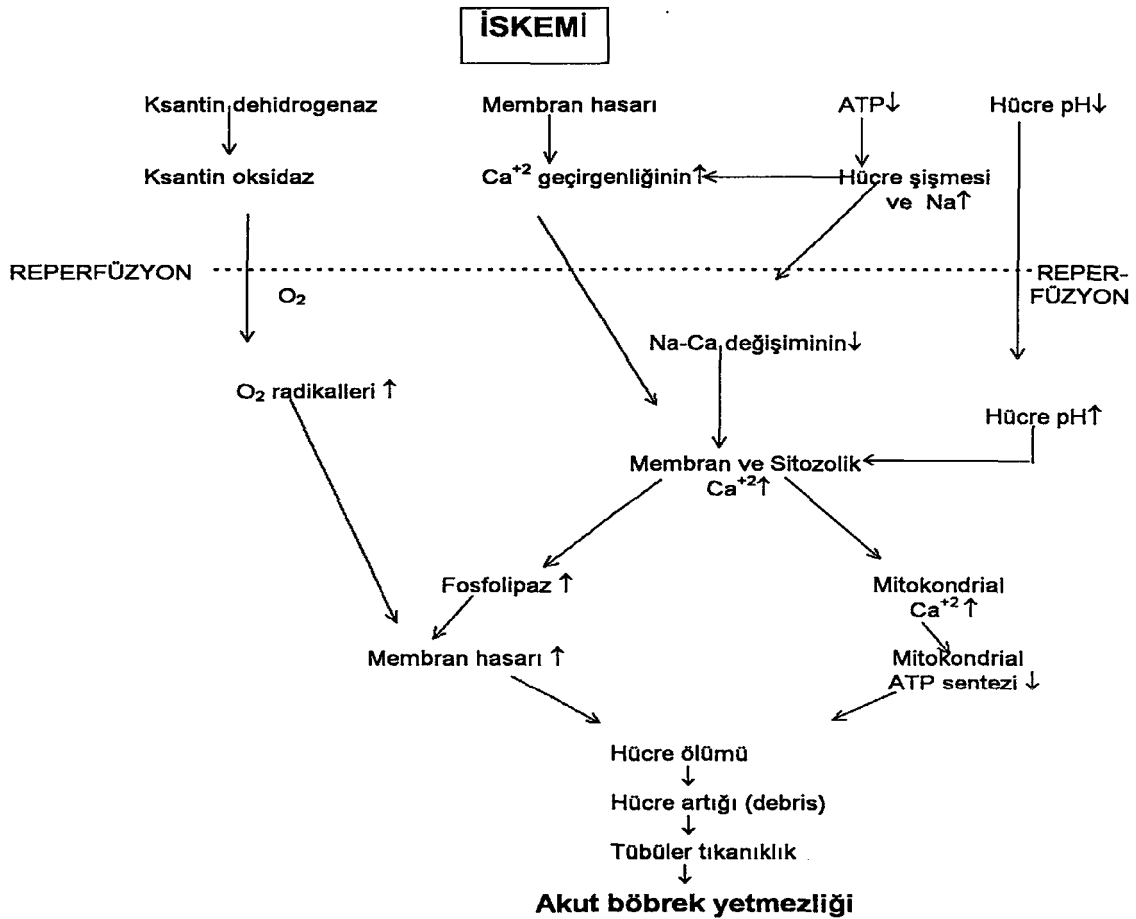 İSKEMİ
Ksantin dehidrogenaz
Membran hasarı
ATP↓
Hücre pH↓
Ksantin oksidaz
Ca⁺² geçirgenliğinin↑
Hücre şişmesi
ve Na↑
REPERFÜZYON
REPER-
FÜZYON
O₂
Na-Ca değişiminin↓
O₂ radikalleri ↑
Hücre pH↑
Membran ve Sitozolik
Ca⁺²↑
Fosfolipaz ↑
Mitokondrial
Ca⁺² ↑
Membran hasarı ↑
Mitokondrial
ATP sentezi ↓
Hücre ölümü
Hücre artığı (debris)
Tübüler tıkanıklık
Akut böbrek yetmezliği